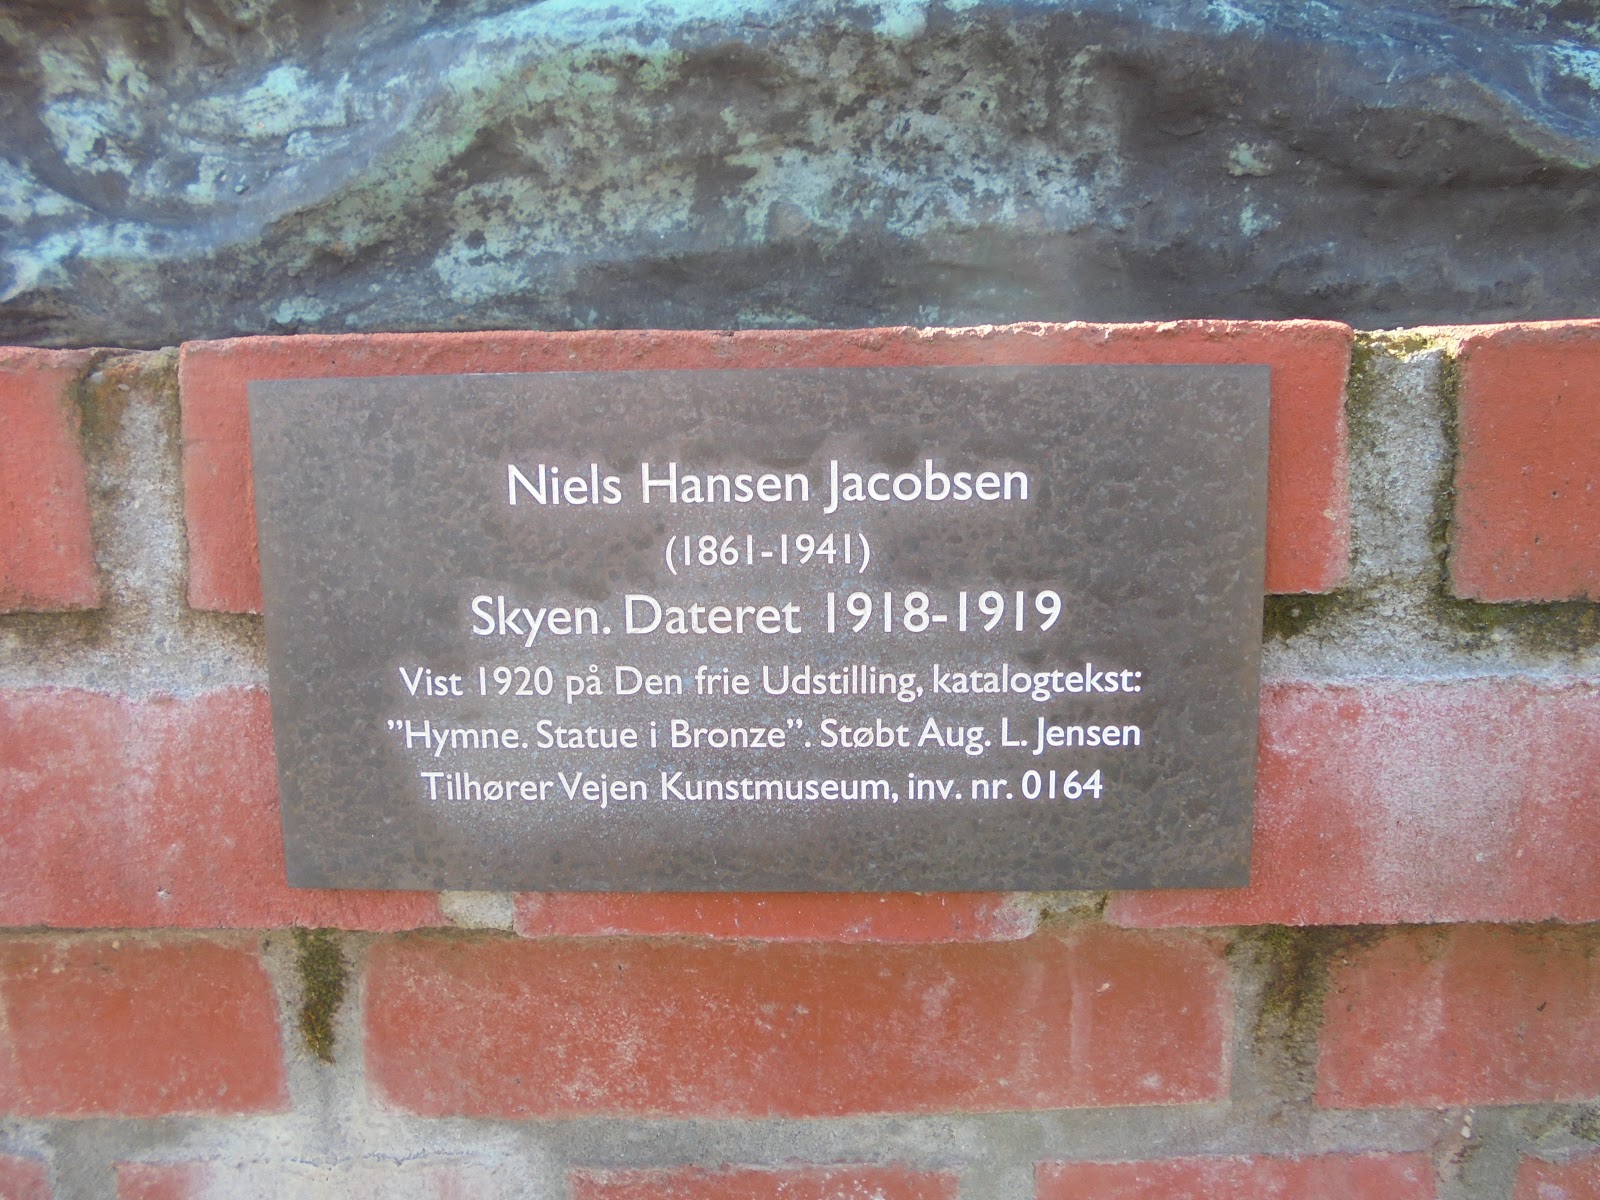 Niels Hansen Jacobsen
(1861-1941)
Skyen. Dateret 1918-1919
Vist 1920 på Den frie Udstilling, katalogtekst:
”Hymne. Statue i Bronze”. Støbt Aug. L. Jensen
Tilhører Vejen Kunstmuseum, inv. nr. 0164